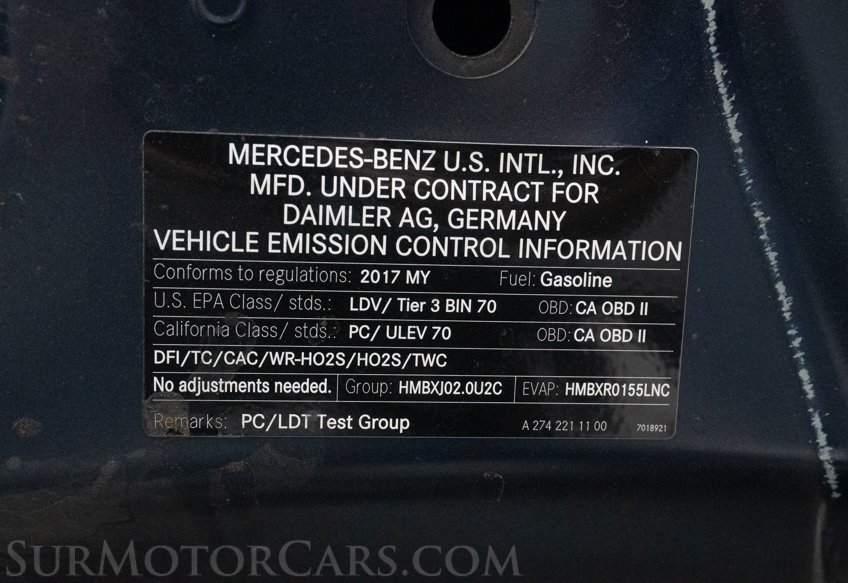 MERCEDES-BENZ U.S. INTL., INC.
MFD. UNDER CONTRACT FOR
DAIMLER AG, GERMANY
VEHICLE EMISSION CONTROL INFORMATION
Conforms to regulations: 2017 MY Fuel: Gasoline
U.S. EPA Class/ stds.: LDV/ Tier 3 BIN 70 OBD: CA OBD II
California Class/ stds.: PC/ ULEV 70 OBD: CA OBD II
DFI/TC/CAC/WR-HO2S/HO2S/TWC
No adjustments needed. Group: HMBXJ02.0U2C EVAP: HMBXR0155LNC
Remarks: PC/LDT Test Group A 274 221 11 00 7018921
SurMotorCars.com